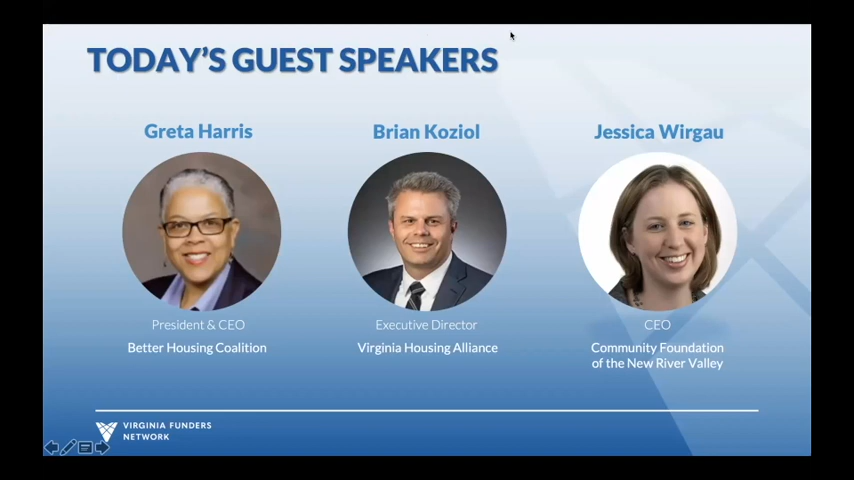 TODAY'S GUEST SPEAKERS
Greta Harris
Brian Koziol
Jessica Wirgau
President & CEO
Executive Director
CEO
Better Housing Coalition
Virginia Housing Alliance
Community Foundation
of the New River Valley
VIRGINIA FUNDERS
NETWORK